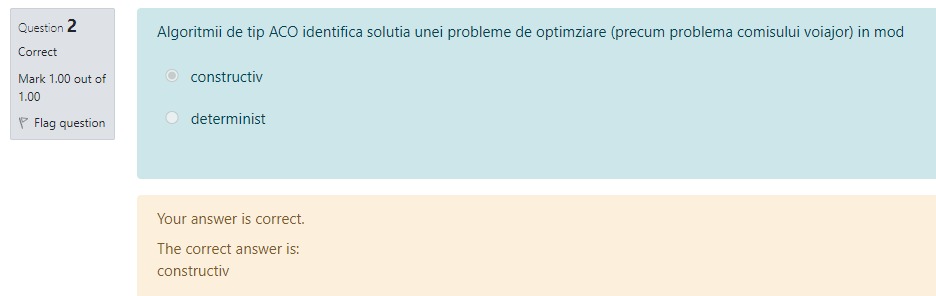 Question 2
Correct
Mark 1.00 out of
1.00
Flag question
Algoritmii de tip ACO identifica solutia unei probleme de optimziare (precum problema comisului voiajor) in mod
constructiv
determinist
Your answer is correct.
The correct answer is:
constructiv